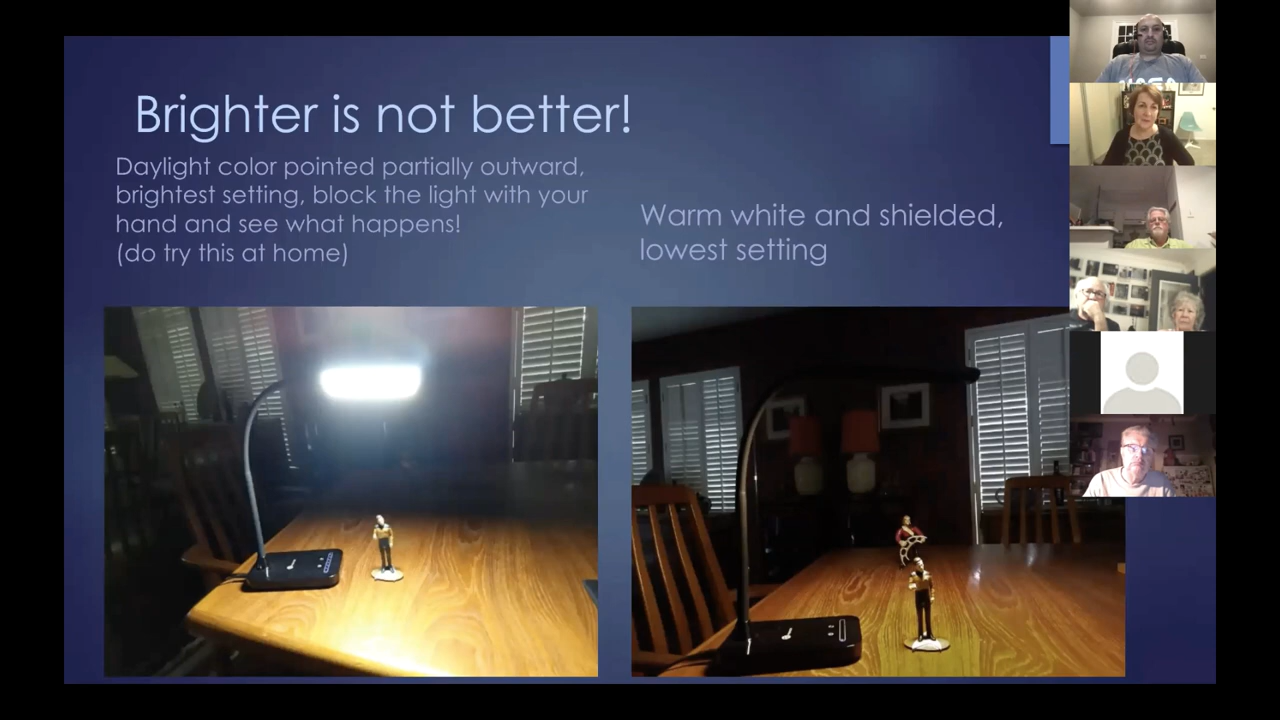 Brighter is not better!
Daylight color pointed partially outward,
brightest setting, block the light with your
hand and see what happens!
(do try this at home)
Warm white and shielded,
lowest setting
NASA